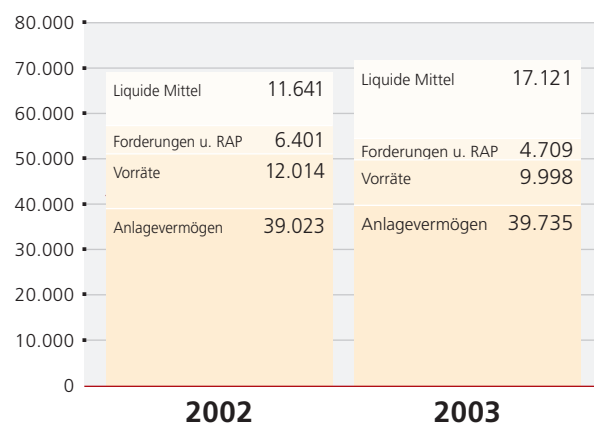 80.000
70.000
60.000
50.000
40.000
30.000
20.000
10.000
0
Liquide Mittel 11.641
Forderungen u. RAP 6.401
Vorräte 12.014
Anlagevermögen 39.023
Liquide Mittel 17.121
Forderungen u. RAP 4.709
Vorräte 9.998
Anlagevermögen 39.735
2002
2003